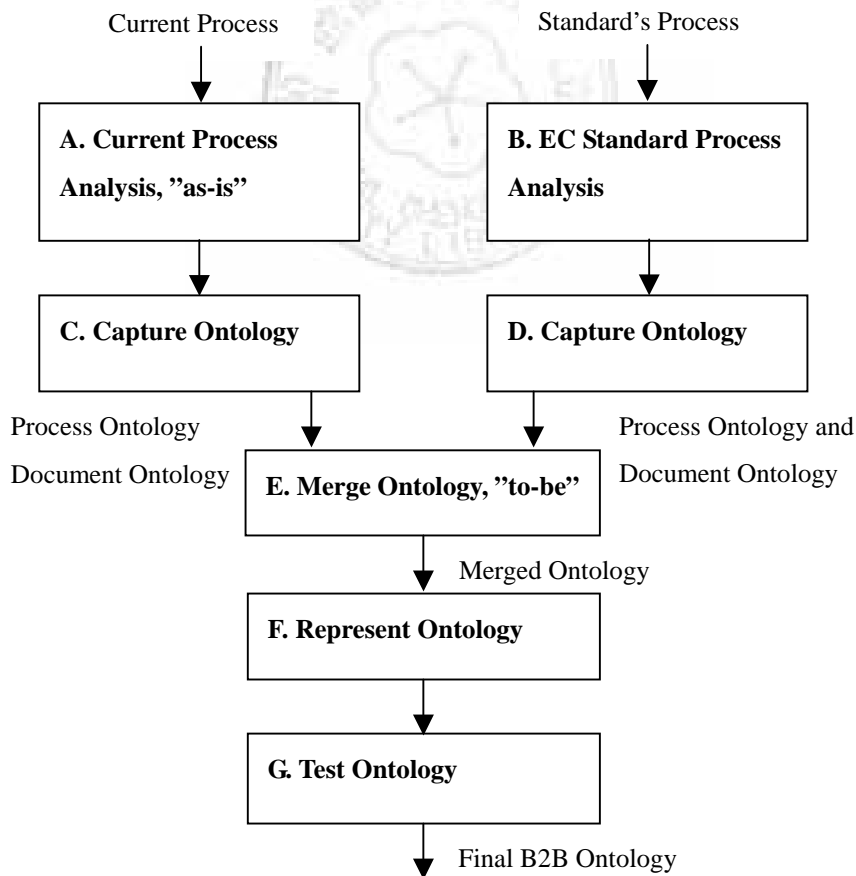 Current Process
Standard’s Process
A. Current Process
Analysis, ”as-is”
B. EC Standard Process
Analysis
C. Capture Ontology
D. Capture Ontology
Process Ontology
Document Ontology
Process Ontology and
Document Ontology
E. Merge Ontology, ”to-be”
Merged Ontology
F. Represent Ontology
G. Test Ontology
Final B2B Ontology